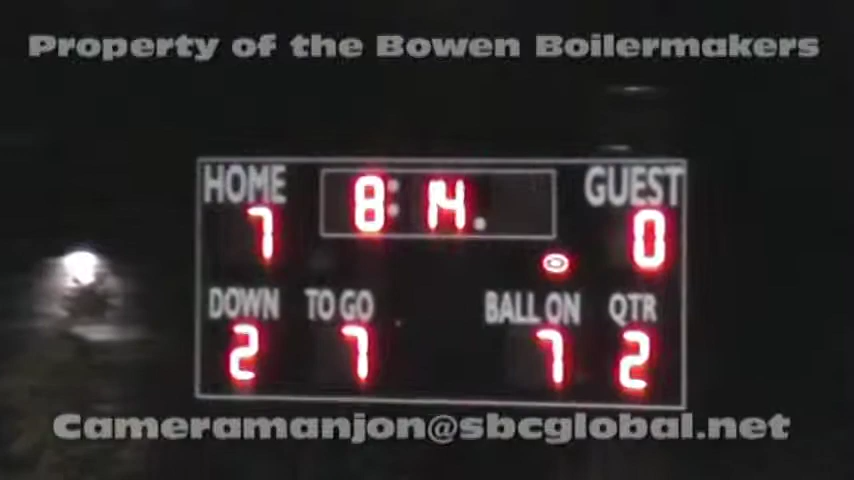 Property of the Bowen Boilermakers
HOME 8:14. GUEST
7 0
DOWN TO GO BALL ON QTR
2 7 7 2
Cameramanjon@sbcglobal.net